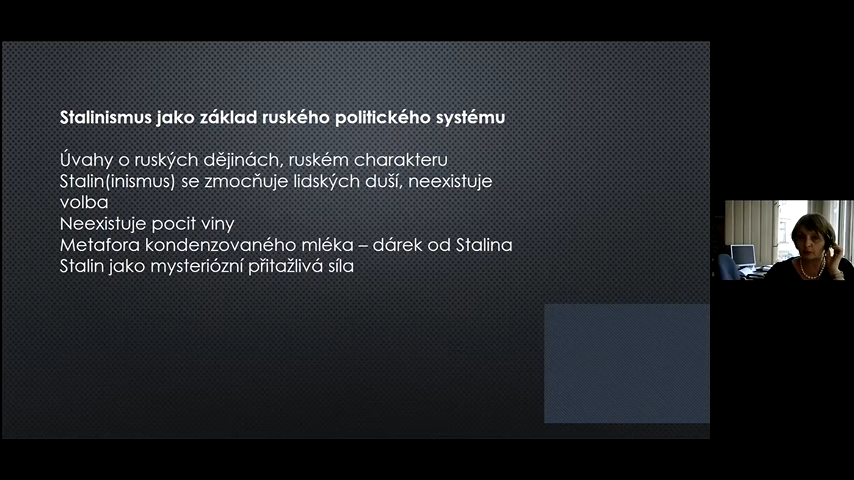 Stalinismus jako základ ruského politického systému
Úvahy o ruských dějinách, ruském charakteru
Stalin(inismus) se zmocňuje lidských duší, neexistuje
volba
Neexistuje pocit viny
Metafora kondenzovaného mléka – dárek od Stalina
Stalin jako mysteriózní přitažlivá síla